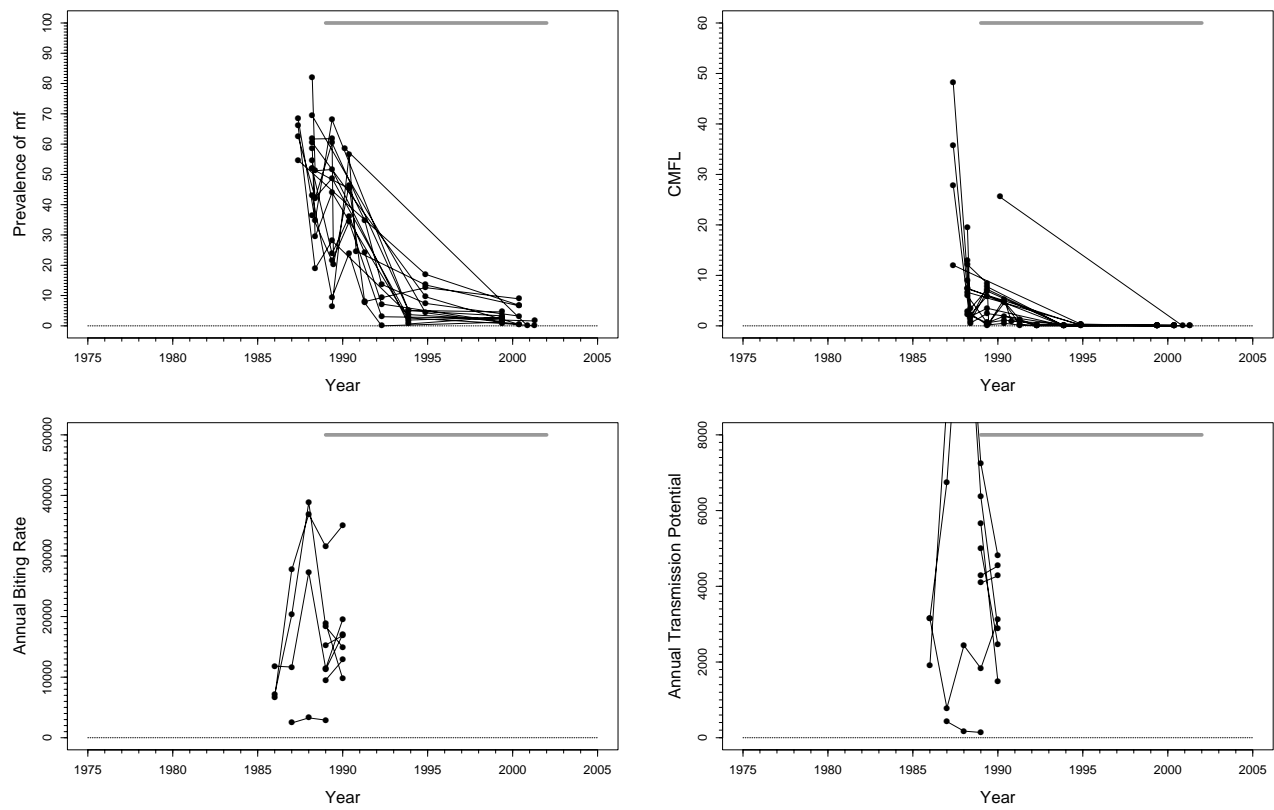 Prevalence of mf
0 10 20 30 40 50 60 70 80 90 100
1975 1980 1985 1990 1995 2000 2005
Year
CMFL
0 10 20 30 40 50 60
1975 1980 1985 1990 1995 2000 2005
Year
Annual Biting Rate
0 10000 20000 30000 40000 50000
1975 1980 1985 1990 1995 2000 2005
Year
Annual Transmission Potential
0 2000 4000 6000 8000
1975 1980 1985 1990 1995 2000 2005
Year